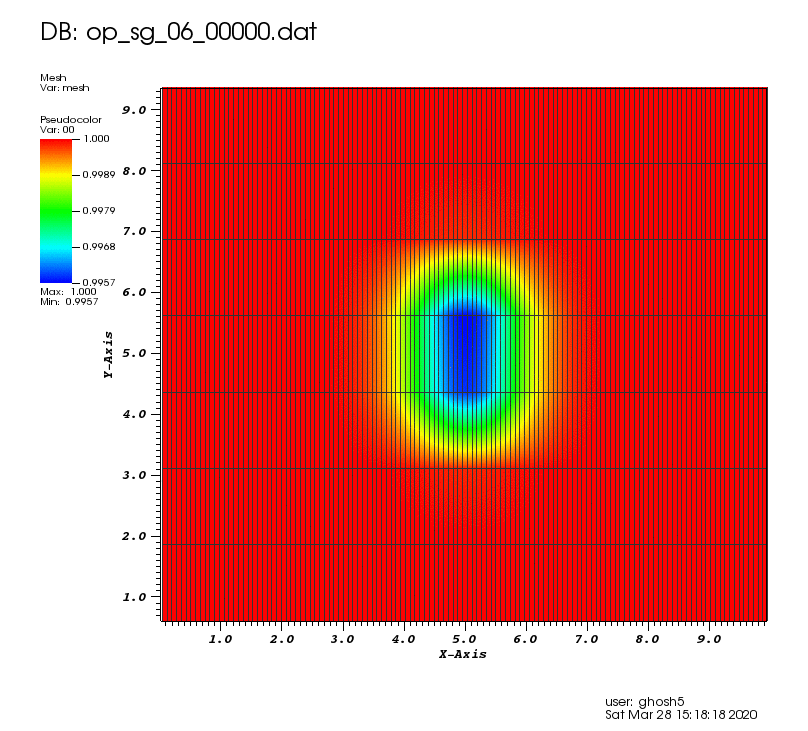 DB: op_sg_06_00000.dat
Mesh
Var: mesh
Pseudocolor
Var: 00
1.000
0.9989
0.9979
0.9968
0.9957
Max: 1.000
Min: 0.9957
9.0
8.0
7.0
6.0
5.0
4.0
3.0
2.0
1.0
Y-Axis
1.0 2.0 3.0 4.0 5.0 6.0 7.0 8.0 9.0
X-Axis
user: ghosh5
Sat Mar 28 15:18:18 2020